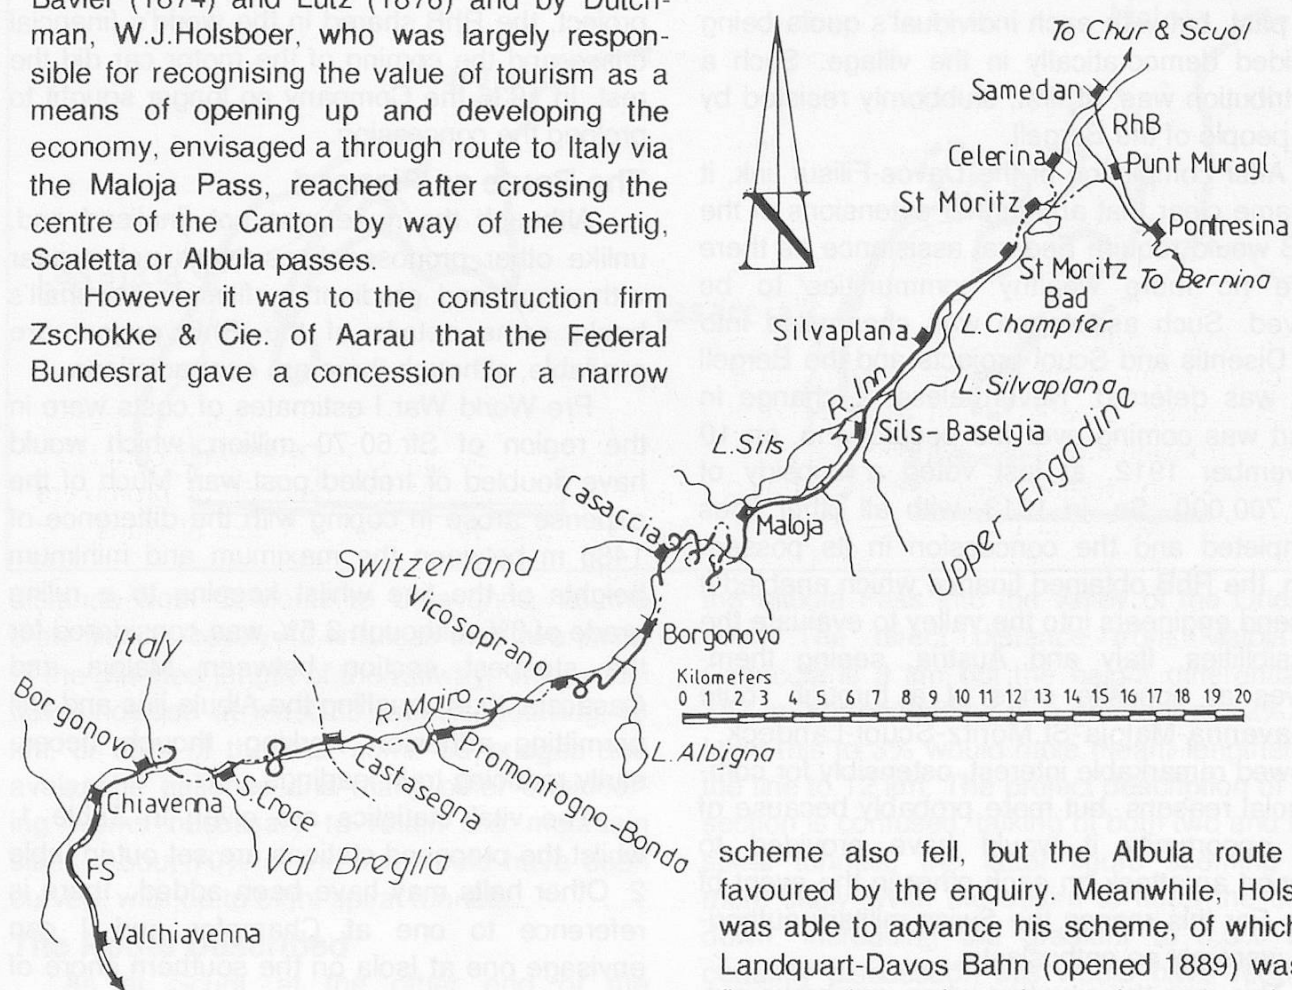 Bavier (1874) and Lutz (1878) and by Dutch-
man, W.J.Holsboer, who was largely respon-
sible for recognising the value of tourism as a
means of opening up and developing the
economy, envisaged a through route to Italy via
the Maloja Pass, reached after crossing the
centre of the Canton by way of the Sertig,
Scaletta or Albula passes.
However it was to the construction firm
Zschokke & Cie. of Aarau that the Federal
Bundesrat gave a concession for a narrow
To Chur & Scuol
Samedan
RhB
Celerina
Punt Muragl
St Moritz
Pontresina
St Moritz
Bad
To Bernina
L.Champfer
Silvaplana
L.Silvaplana
R. Inn
Sils-Baselgia
L.Sils
Upper Engadine
Maloja
Casaccia
Switzerland
Vicosoprano
Borgonovo
Italy
Kilometers
0 1 2 3 4 5 6 7 8 9 10 11 12 13 14 15 16 17 18 19 20
R. Mairo
L.Albigna
Borgonovo
Promontogno-Bondo
Castasegna
S.Croce
Chiavenna
Val Breglia
FS
Valchiavenna
scheme also fell, but the Albula route
favoured by the enquiry. Meanwhile Hols
was able to advance his scheme, of which
Landquart-Davos Bahn (opened 1889) was